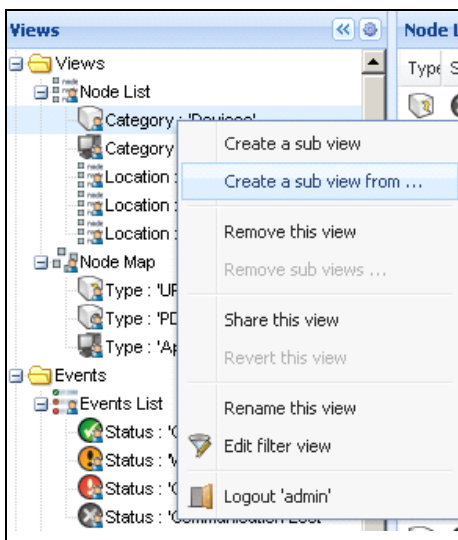 Views
Node L
Views
Type S
Node List
Category : 'Devices'
Category
Create a sub view
Location :
Create a sub view from ...
Location :
Location :
Remove this view
Node Map
Remove sub views ...
Type : 'UP
Type : 'PD
Share this view
Type : 'Ap
Revert this view
Events
Events List
Rename this view
Status : '
Edit filter view
Status : 'W
Status : '
Logout 'admin'
Status : 'Communication Lost'